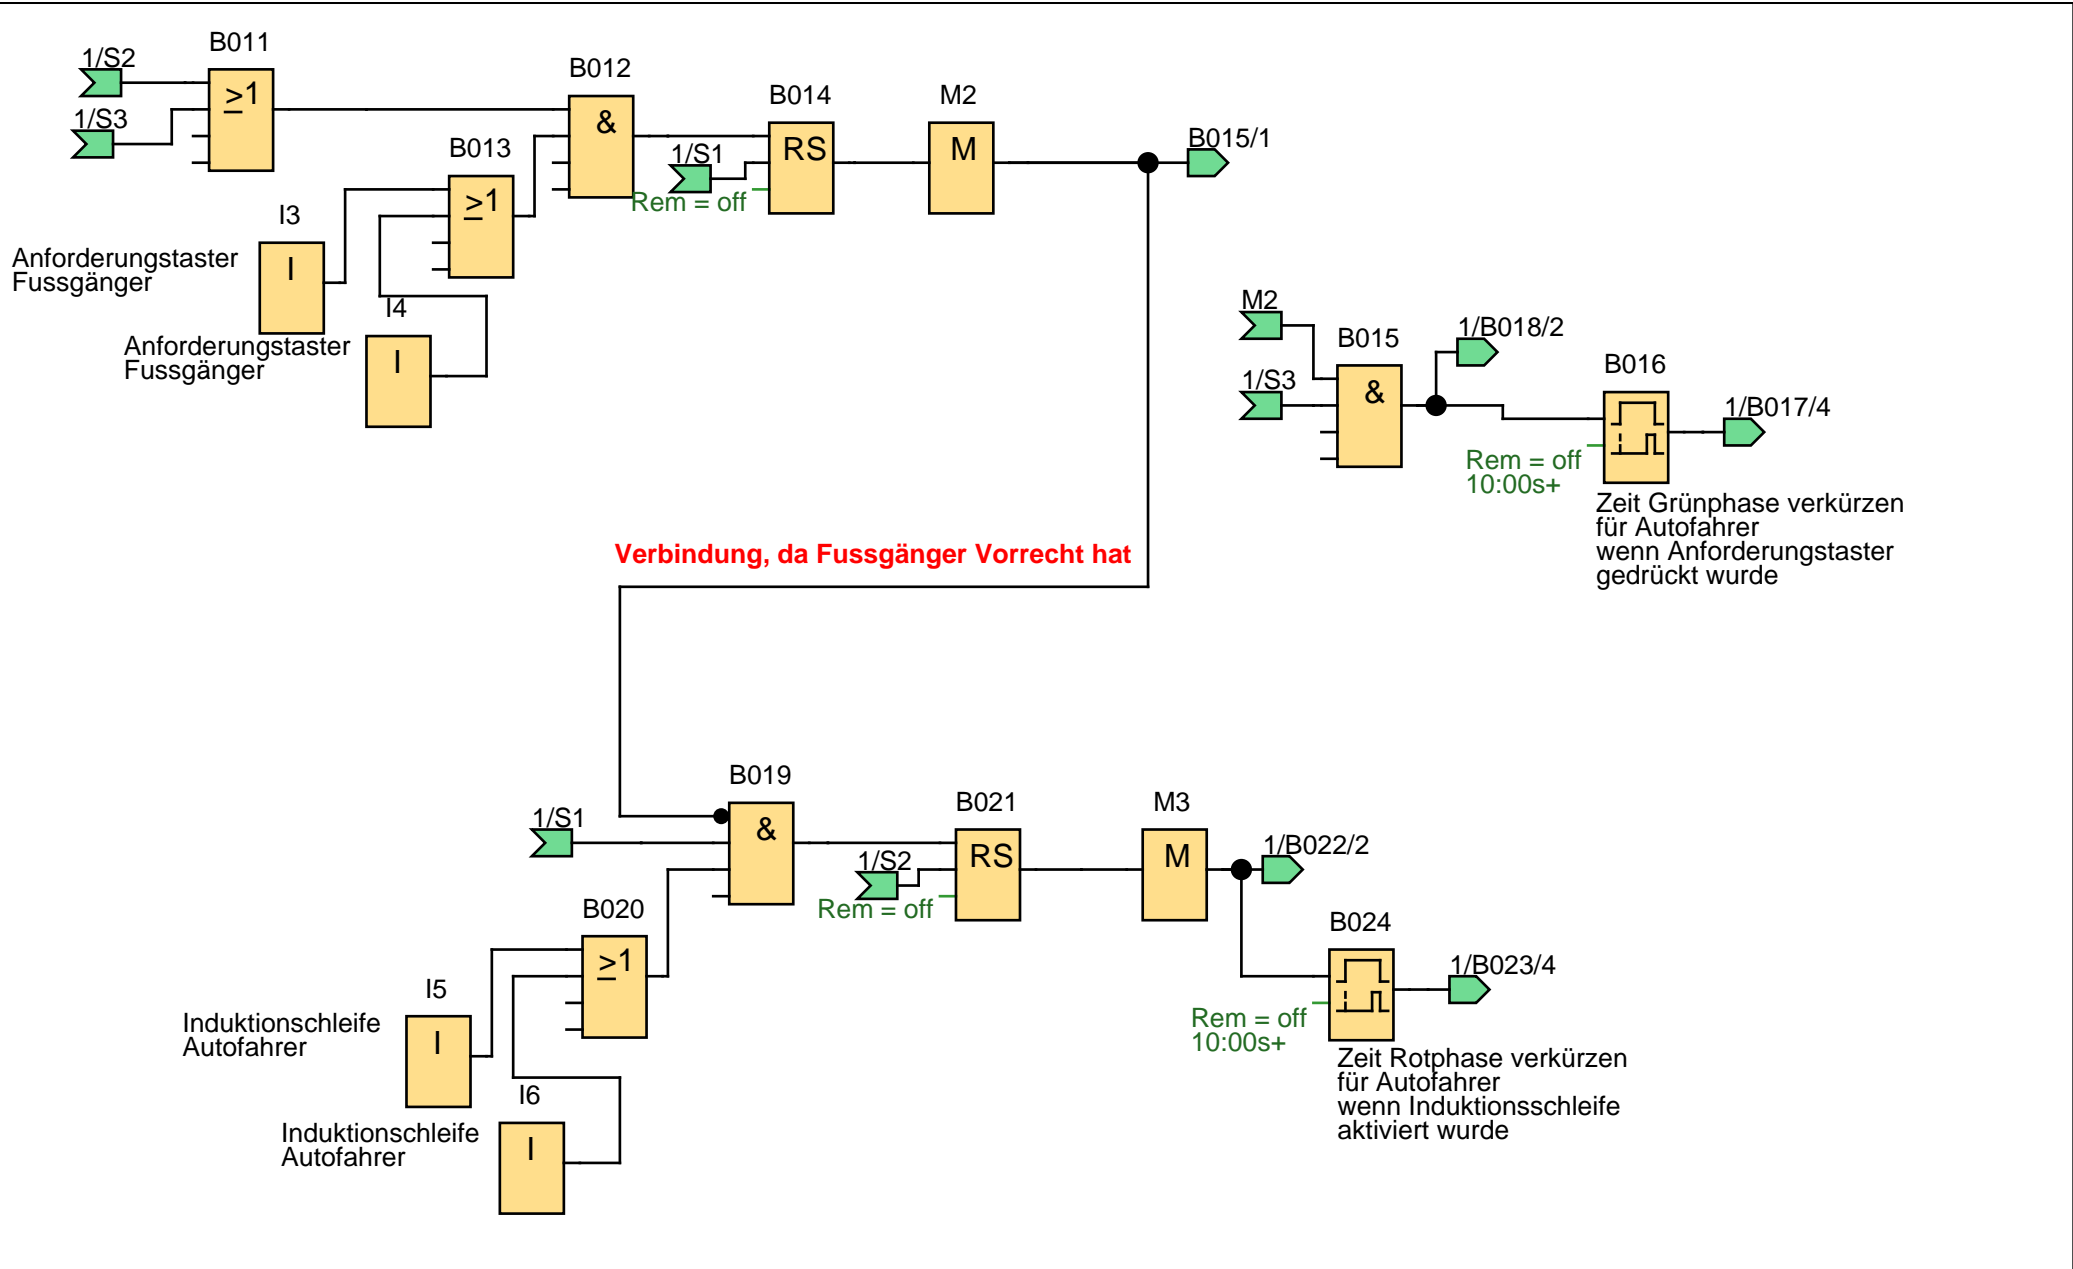 B011
1/S2
≥1
1/S3
B012
&
B014
1/S1
RS
Rem = off
M2
M
B015/1
B013
≥1
I3
I
Anforderungstaster
Fussgänger
I4
I
Anforderungstaster
Fussgänger
M2
1/S3
B015
&
1/B018/2
B016
1/B017/4
Rem = off
10:00s+
Zeit Grünphase verkürzen
für Autofahrer
wenn Anforderungstaster
gedrückt wurde
Verbindung, da Fussgänger Vorrecht hat
B019
1/S1
&
B021
1/S2
RS
Rem = off
M3
M
1/B022/2
B020
≥1
B024
1/B023/4
Rem = off
10:00s+
Zeit Rotphase verkürzen
für Autofahrer
wenn Induktionsschleife
aktiviert wurde
I5
I
Induktionschleife
Autofahrer
I6
I
Induktionschleife
Autofahrer